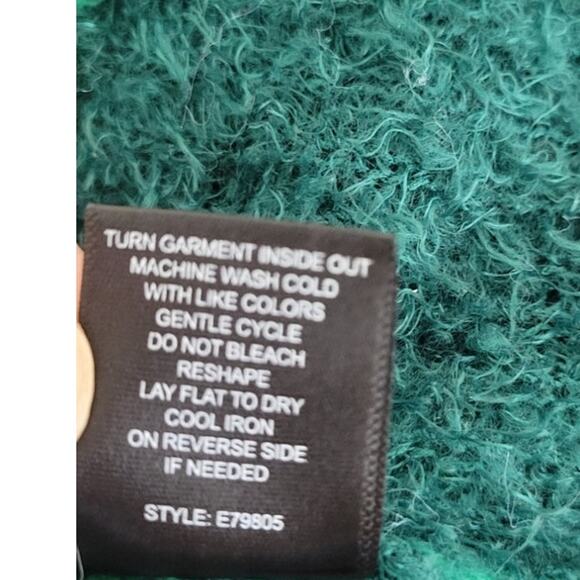 TURN GARMENT INSIDE OUT
MACHINE WASH COLD
WITH LIKE COLORS
GENTLE CYCLE
DO NOT BLEACH
RESHAPE
LAY FLAT TO DRY
COOL IRON
ON REVERSE SIDE
IF NEEDED
STYLE: E79805